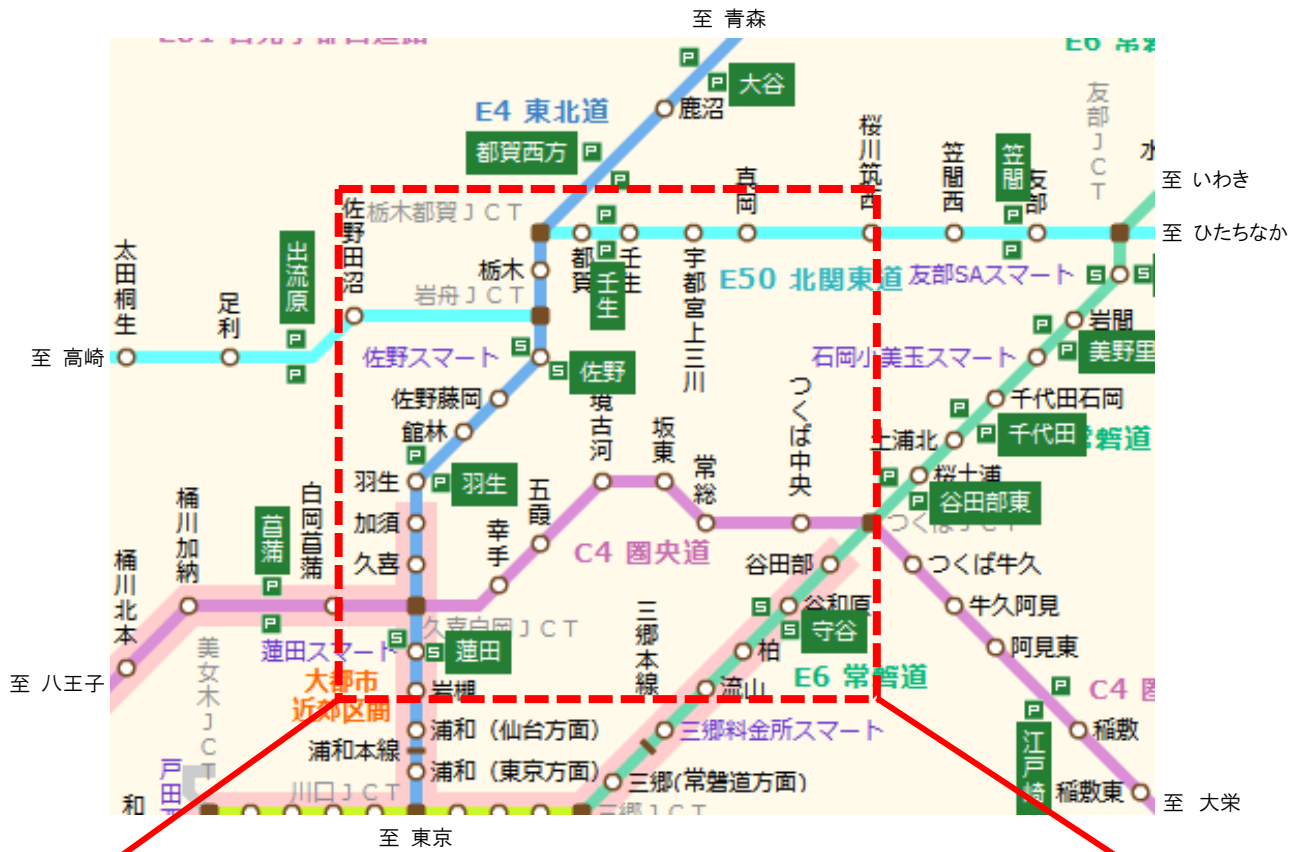 至 青森
E6 常磐
大谷
鹿沼
E4 東北道
都賀西方
友部JCT
桜川筑西
笠間西
笠間
友部
水
真岡
至 いわき
佐野田沼
栃木都賀JCT
至 ひたちなか
太田桐生
足利
出流原
栃木
都賀
壬生
壬生
宇都宮上三川
E50 北関東道
友部SAスマート
岩舟JCT
岩間
至 高崎
佐野スマート
佐野
石岡小美玉スマート
美野里
佐野藤岡
境古河
坂東
つくば中央
千代田石岡
館林
常総
土浦北
千代田
常磐道
羽生
羽生
桜土浦
谷田部東
桶川加納
菖蒲
白岡菖蒲
加須
幸手
五霞
つくばJCT
C4 圏央道
久喜
谷田部
つくば牛久
桶川北本
谷和原
牛久阿見
久喜白岡JCT
三郷本線
守谷
美女木JCT
蓮田スマート
蓮田
柏
阿見東
至 八王子
大都市
近郊区間
岩槻
流山
E6 常磐道
C4 圏
浦和（仙台方面）
三郷料金所スマート
稲敷
浦和本線
江戸崎
戸田
浦和（東京方面）
三郷(常磐道方面)
和
川口JCT
三郷JCT
稲敷東
至 大栄
至 東京